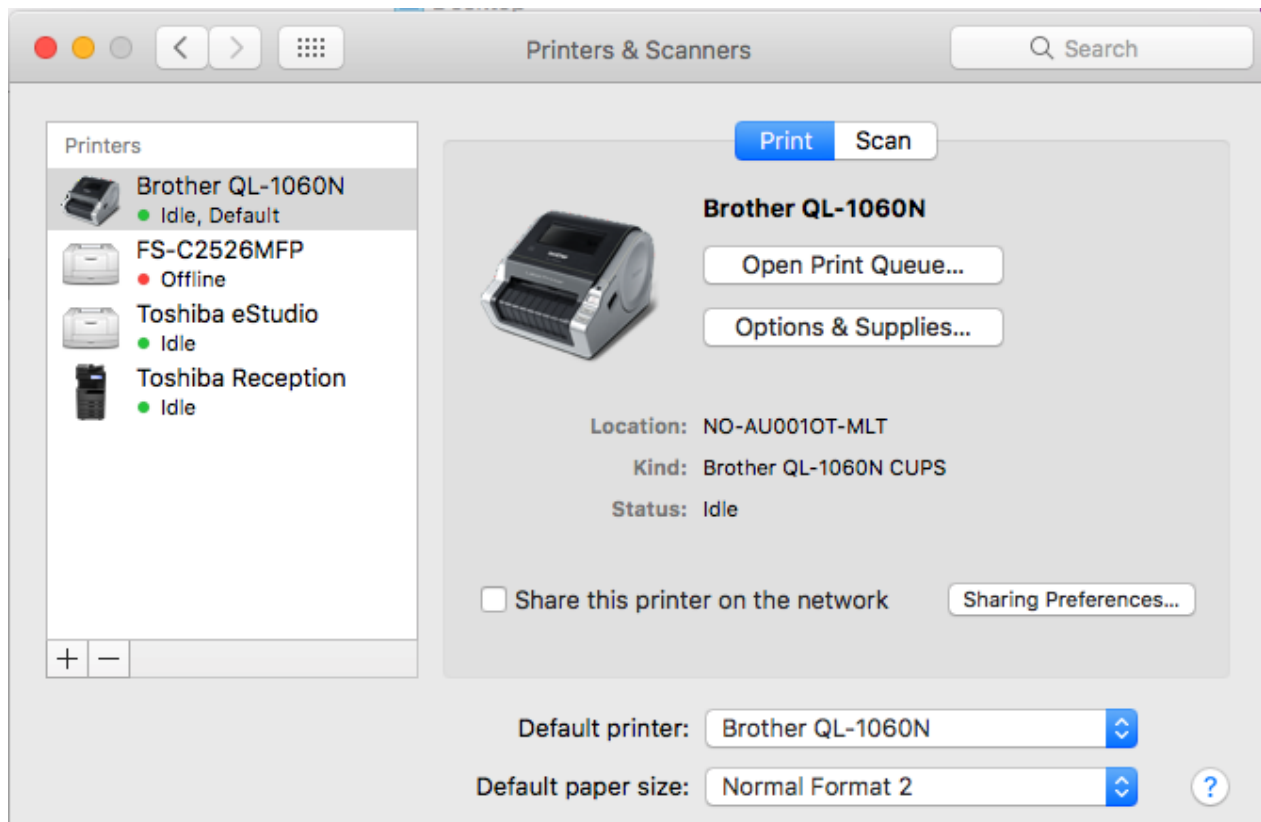 Printers & Scanners
Search
Printers
Brother QL-1060N
Idle, Default
FS-C2526MFP
Offline
Toshiba eStudio
Idle
Toshiba Reception
Idle
+ −
Print Scan
Brother QL-1060N
Open Print Queue...
Options & Supplies...
Location: NO-AU001OT-MLT
Kind: Brother QL-1060N CUPS
Status: Idle
Share this printer on the network Sharing Preferences...
Default printer: Brother QL-1060N
Default paper size: Normal Format 2
?